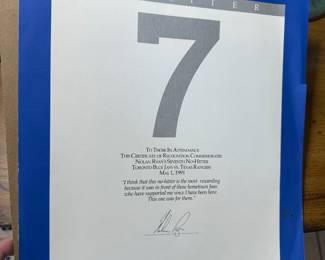 HITTER
7
TO THOSE IN ATTENDANCE
THIS CERTIFICATE OF RECOGNITION COMMEMORATES
NOLAN RYAN'S SEVENTH NO-HITTER
TORONTO BLUE JAYS VS. TEXAS RANGERS
MAY 1, 1991
"I think that this no-hitter is the most rewarding
because it was in front of these hometown fans
who have supported me since I have been here.
This one was for them."